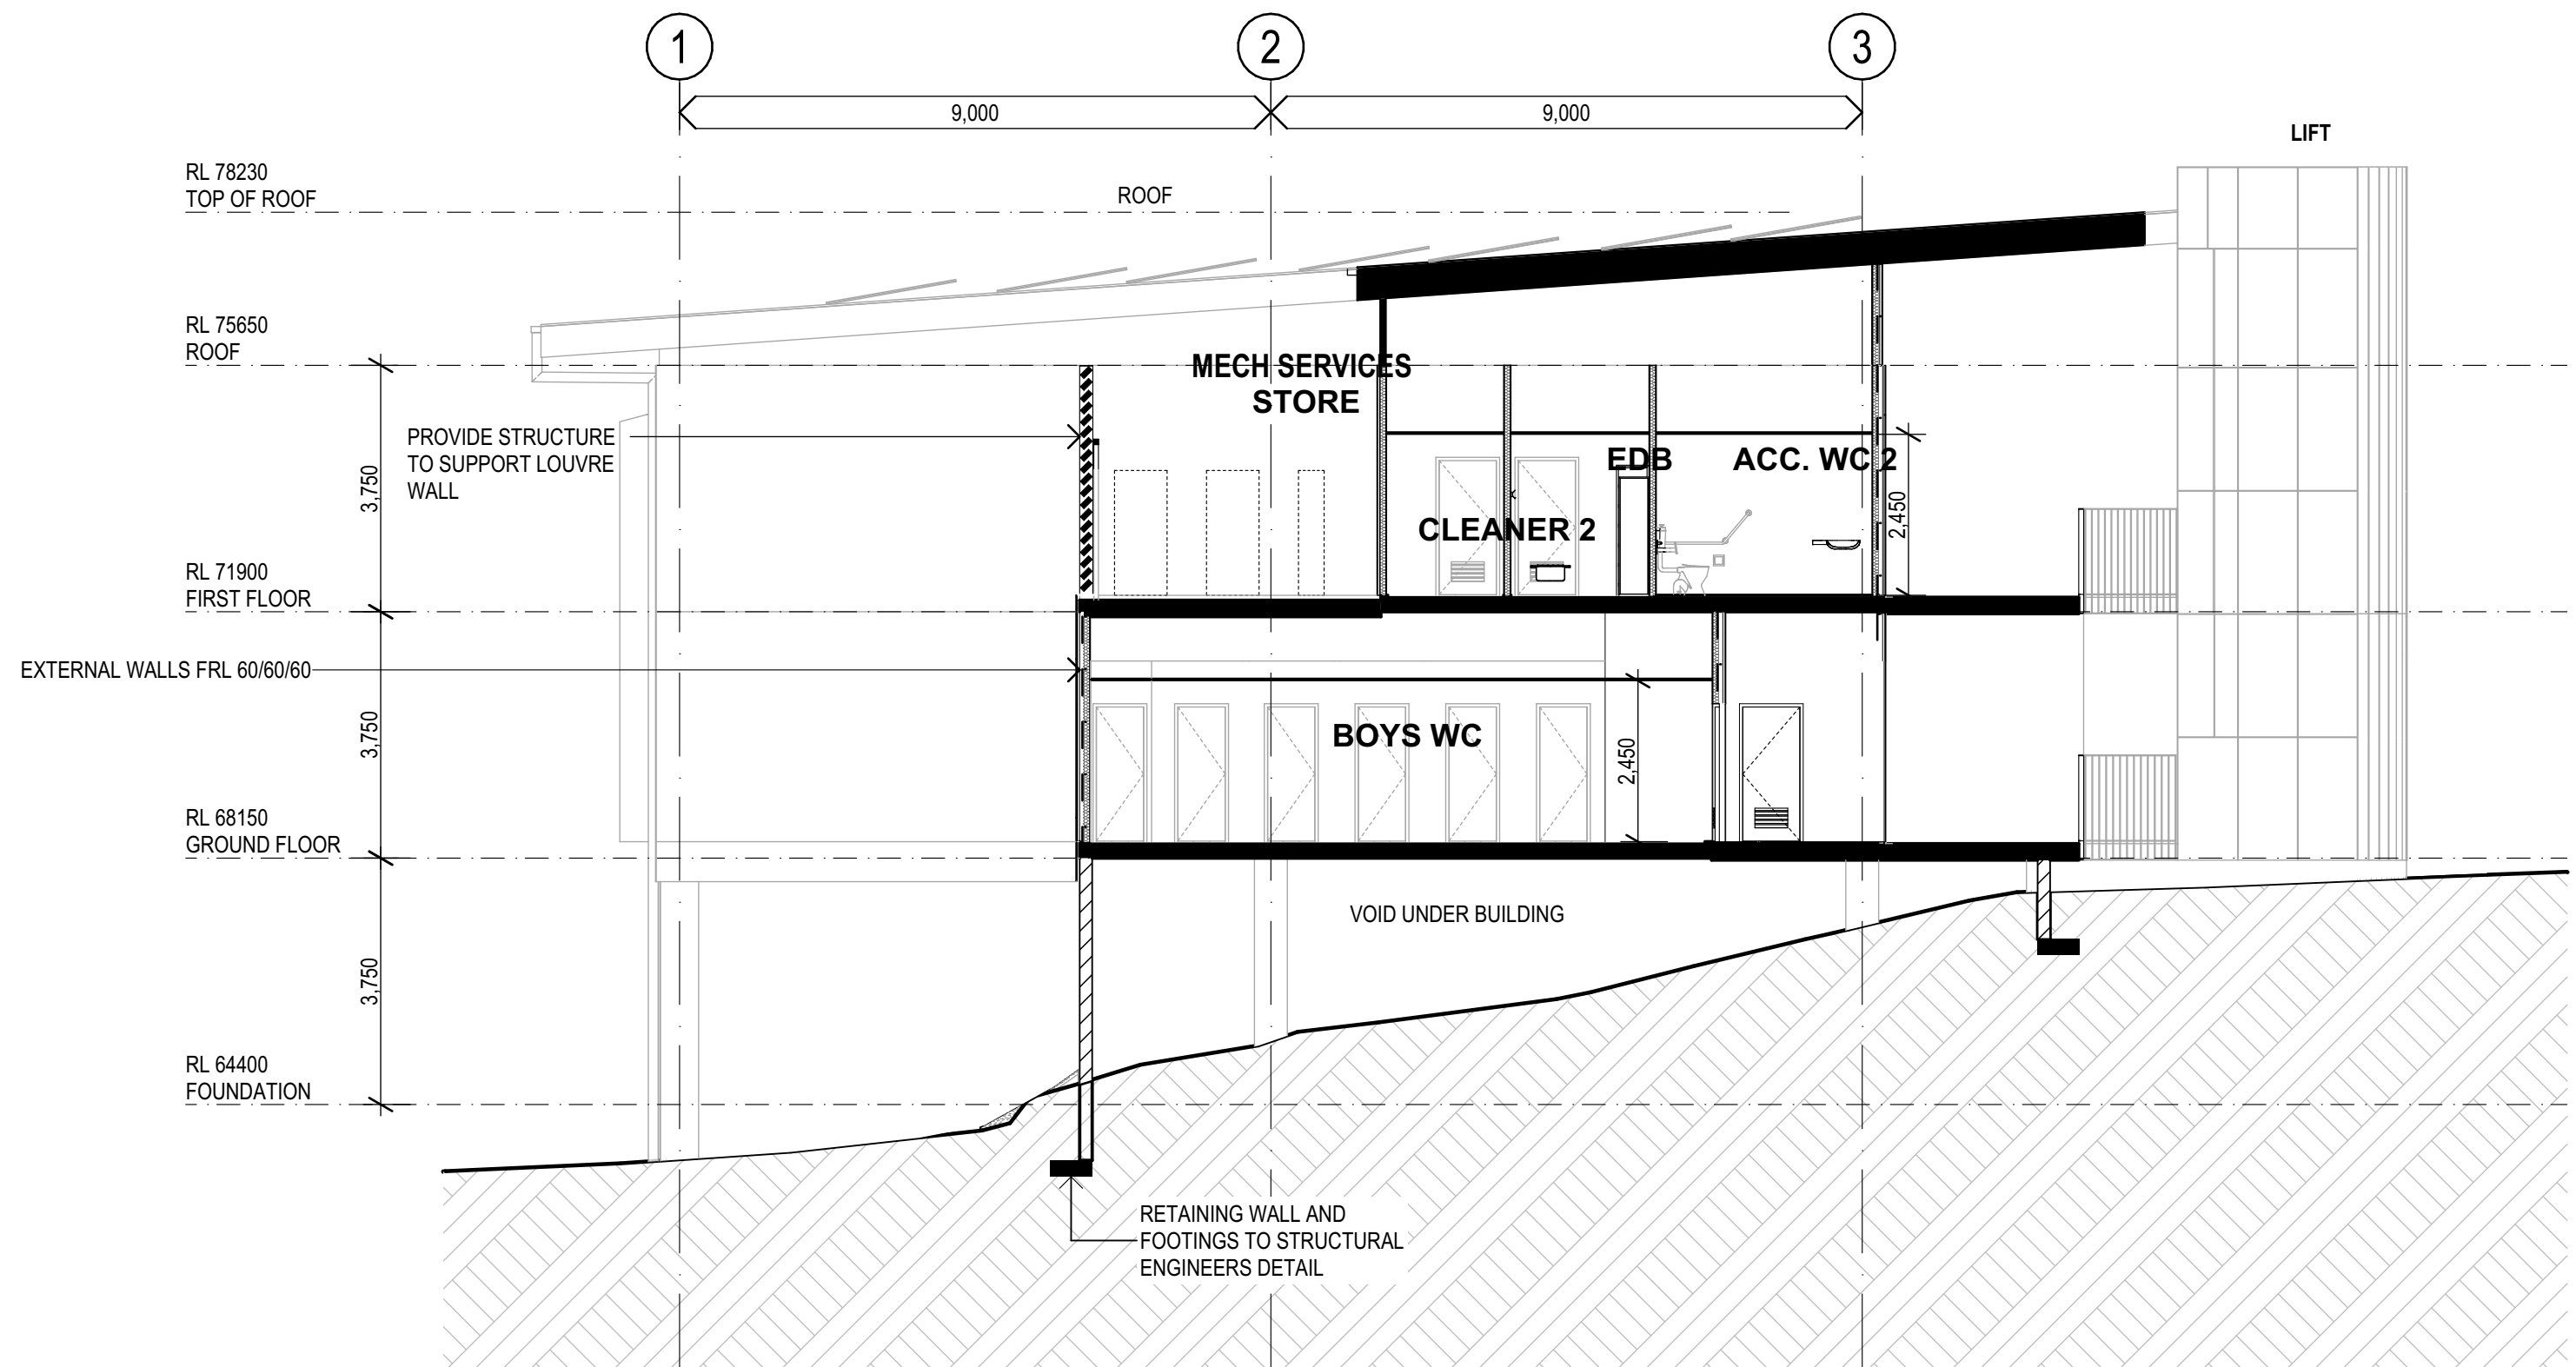 1
2
3
9,000
9,000
LIFT
RL 78230
TOP OF ROOF
ROOF
RL 75650
ROOF
MECH SERVICES
STORE
PROVIDE STRUCTURE
TO SUPPORT LOUVRE
WALL
EDB
ACC. WC 2
3,750
2,450
CLEANER 2
RL 71900
FIRST FLOOR
EXTERNAL WALLS FRL 60/60/60
3,750
BOYS WC
2,450
RL 68150
GROUND FLOOR
VOID UNDER BUILDING
3,750
RL 64400
FOUNDATION
RETAINING WALL AND
FOOTINGS TO STRUCTURAL
ENGINEERS DETAIL